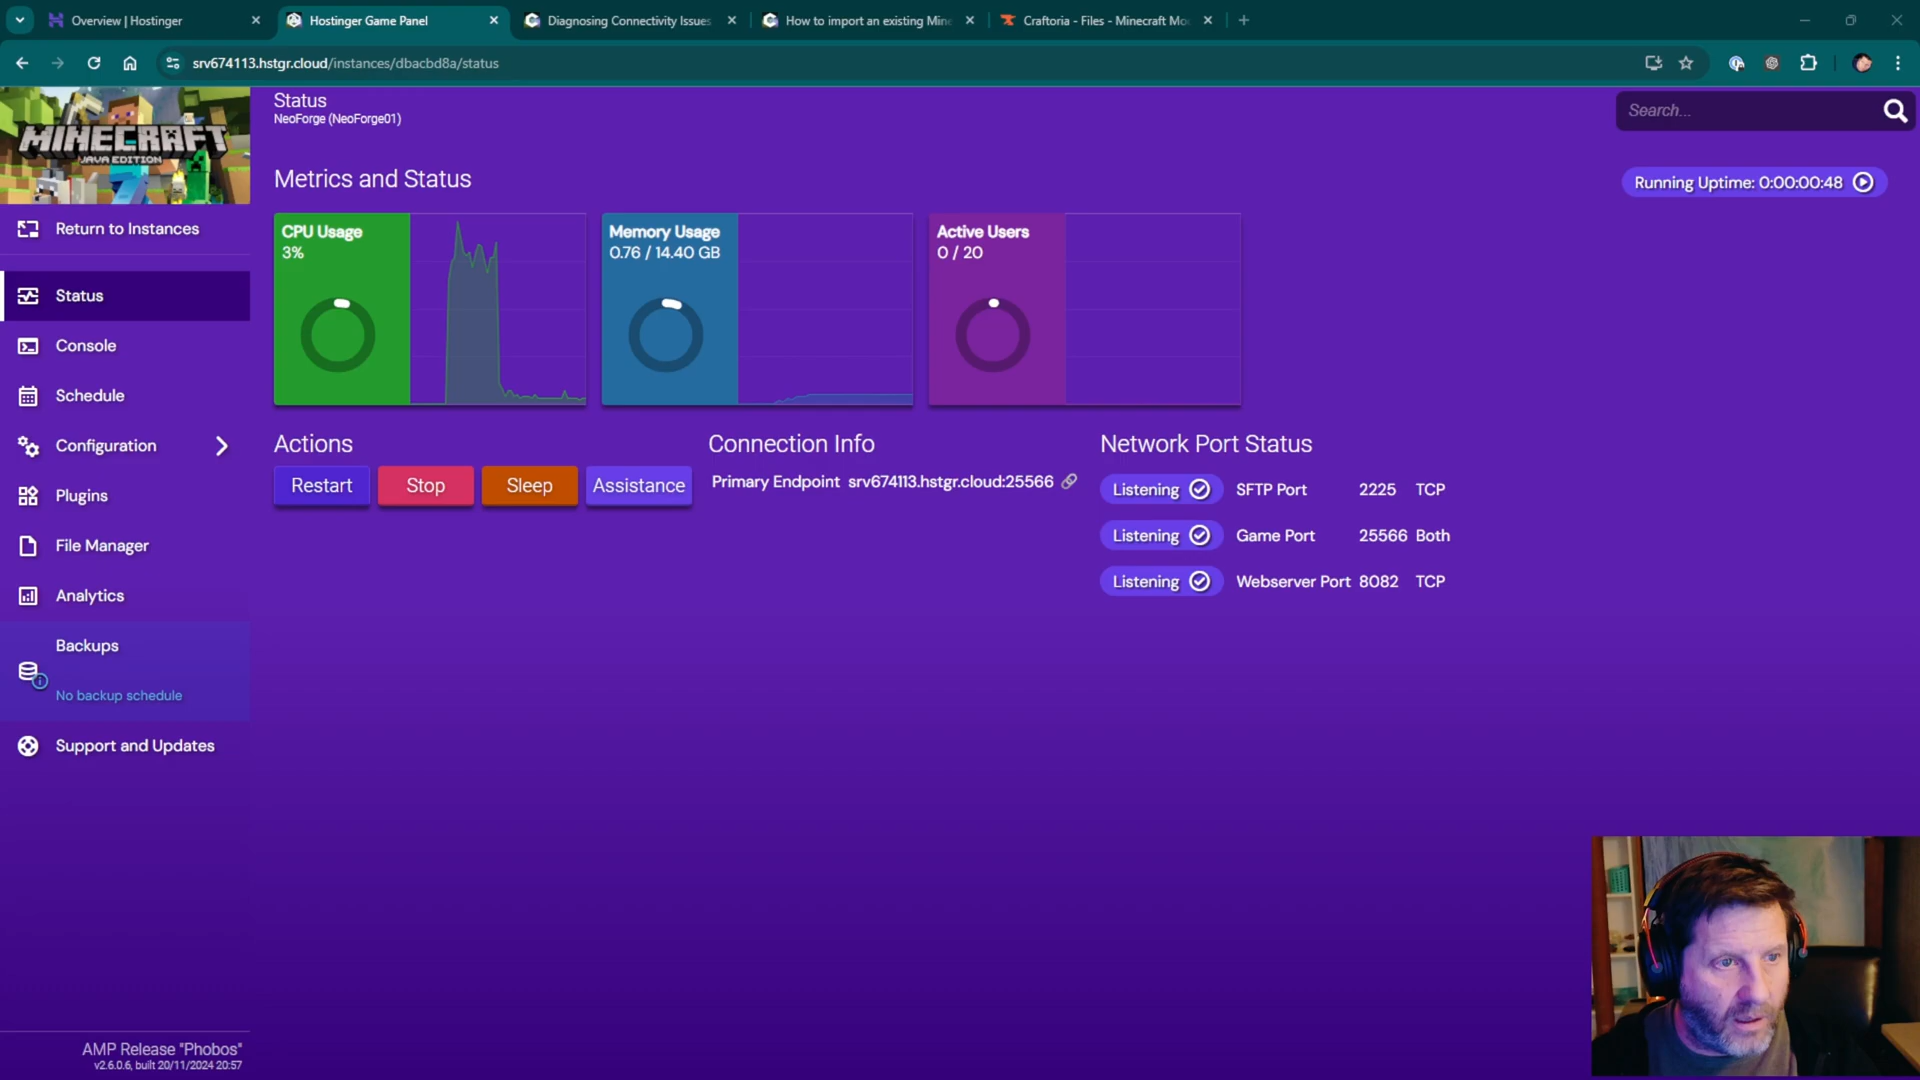 Overview | Hostinger
Hostinger Game Panel
Diagnosing Connectivity Issues
How to import an existing Mine
Craftoria - Files - Minecraft Mo
srv674113.hstgr.cloud/instances/dbacbd8a/status
MINECRAFT
JAVA EDITION
Status
NeoForge (NeoForge01)
Search...
Return to Instances
Metrics and Status
Running Uptime: 0:00:00:48
CPU Usage
3%
Memory Usage
0.76 / 14.40 GB
Active Users
0 / 20
Status
Console
Schedule
Configuration
Plugins
File Manager
Analytics
Backups
No backup schedule
Support and Updates
Actions
Restart
Stop
Sleep
Assistance
Connection Info
Primary Endpoint srv674113.hstgr.cloud:25566
Network Port Status
Listening SFTP Port 2225 TCP
Listening Game Port 25566 Both
Listening Webserver Port 8082 TCP
AMP Release "Phobos"
v2.6.0.6, built 20/11/2024 20:57